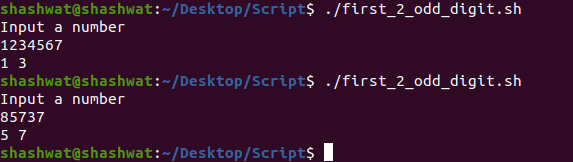 shashwat@shashwat:~/Desktop/Script$ ./first_2_odd_digit.sh
Input a number
1234567
1 3
shashwat@shashwat:~/Desktop/Script$ ./first_2_odd_digit.sh
Input a number
85737
5 7
shashwat@shashwat:~/Desktop/Script$